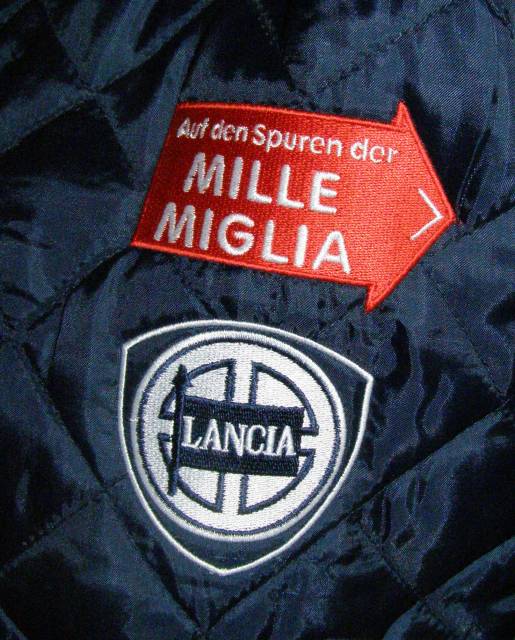 Auf den Spuren der
MILLE
MIGLIA
LANCIA